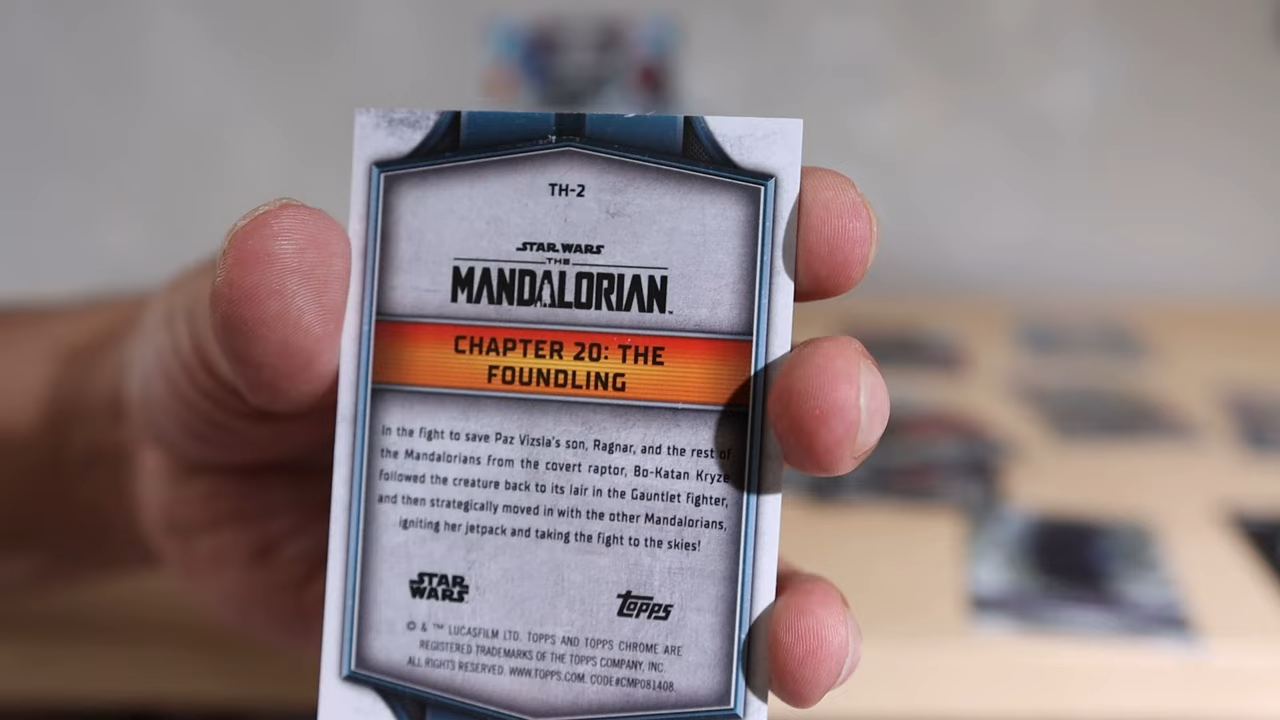 TH-2
STAR WARS
THE
MANDALORIAN™
CHAPTER 20: THE
FOUNDLING
In the fight to save Paz Vizsla's son, Ragnar, and the rest of
the Mandalorians from the covert raptor, Bo-Katan Kryze
followed the creature back to its lair in the Gauntlet Fighter,
and then strategically moved in with the other Mandalorians,
igniting her jetpack and taking the fight to the skies!
STAR
WARS
Topps
© & ™ LUCASFILM LTD. TOPPS AND TOPPS CHROME ARE
REGISTERED TRADEMARKS OF THE TOPPS COMPANY, INC.
ALL RIGHTS RESERVED. WWW.TOPPS.COM. CODE#CMP081408.